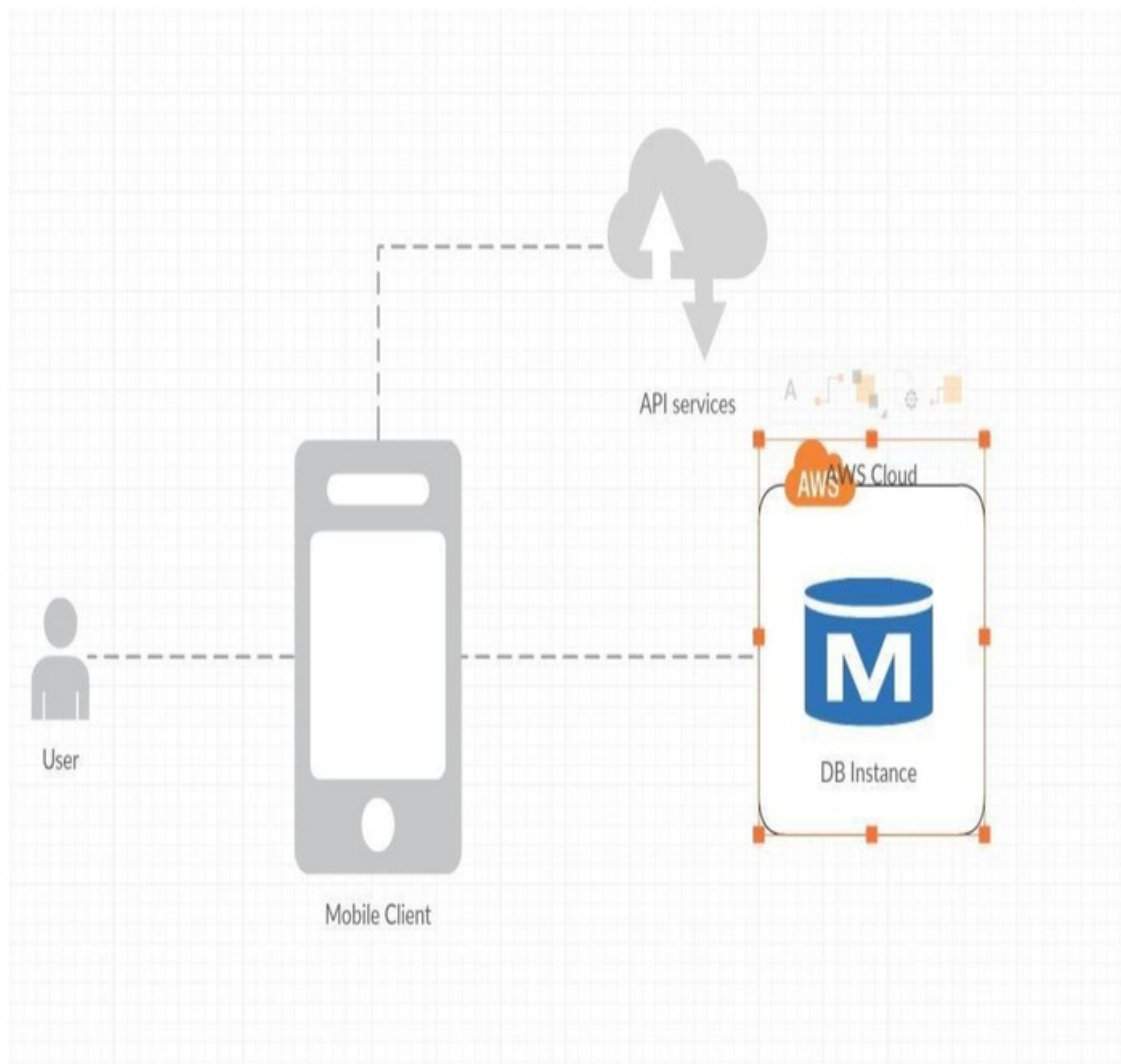 API services
A
AWS
AWS Cloud
M
DB Instance
User
Mobile Client